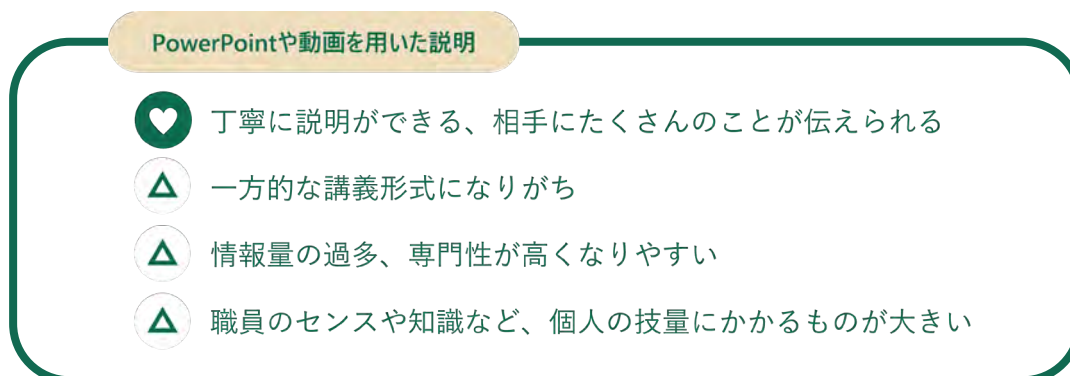 PowerPointや動画を用いた説明
丁寧に説明ができる、相手にたくさんのことが伝えられる
一方的な講義形式になりがち
情報量の過多、専門性が高くなりやすい
職員のセンスや知識など、個人の技量にかかるものが大きい